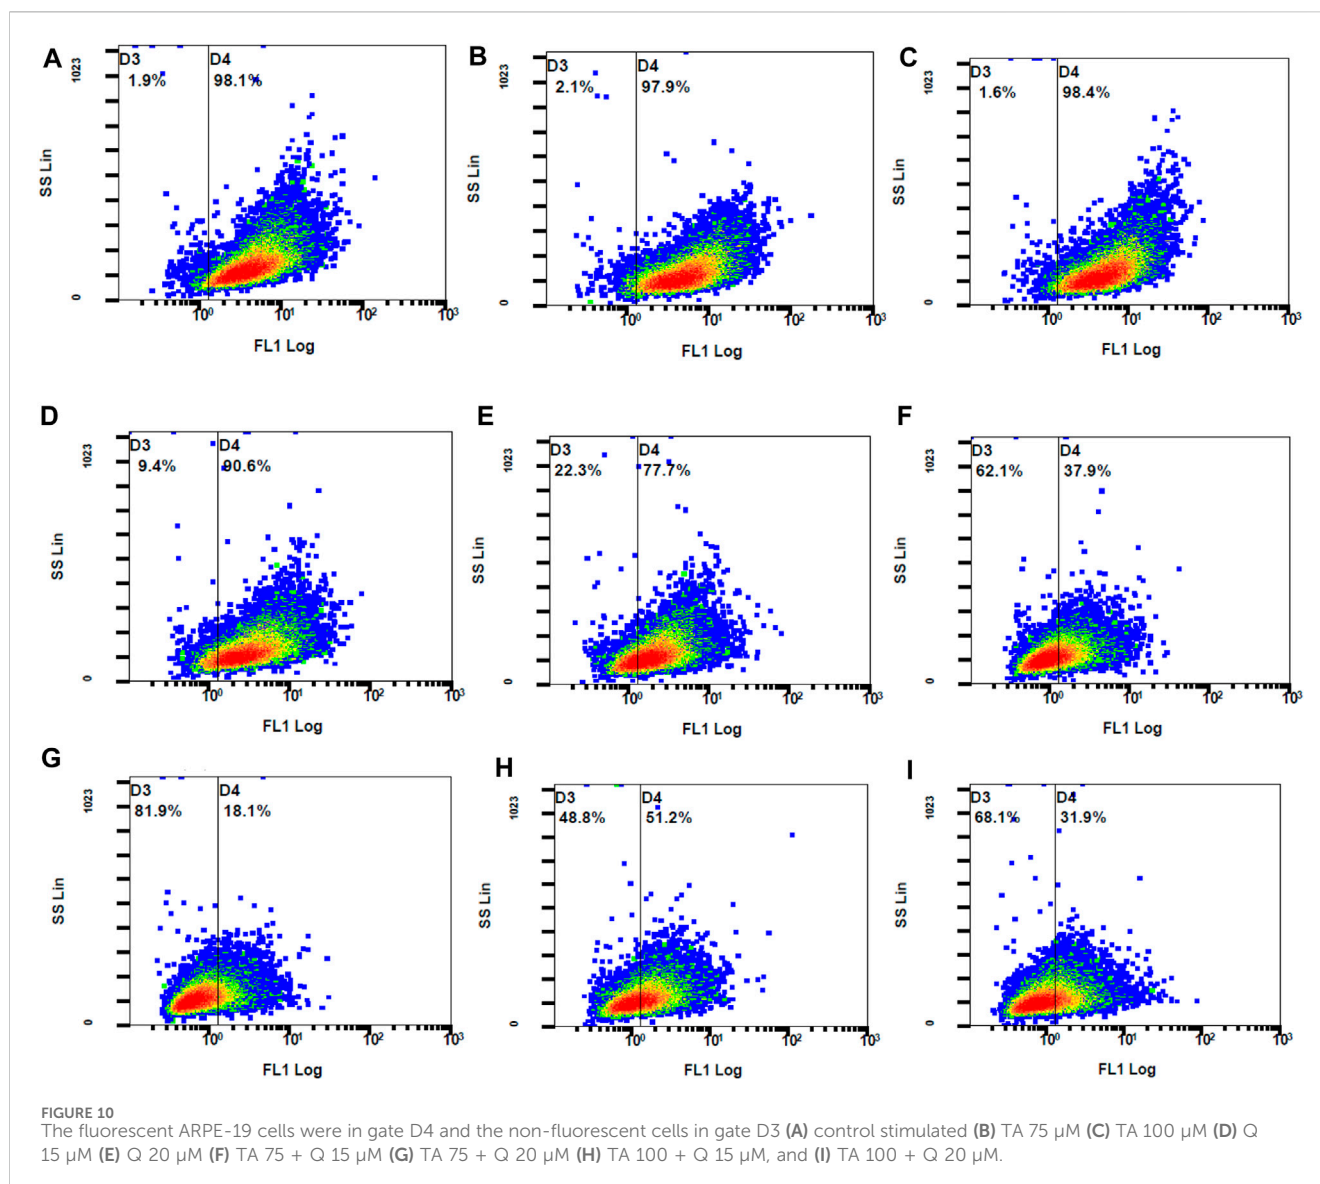 A
D3
D4
1.9%
98.1%
1023
SS Lin
0
10⁰
10¹
10²
10³
FL1 Log
B
D3
D4
2.1%
97.9%
1023
SS Lin
0
10⁰
10¹
10²
10³
FL1 Log
C
D3
D4
1.6%
98.4%
1023
SS Lin
0
10⁰
10¹
10²
10³
FL1 Log
D
D3
D4
9.4%
90.6%
1023
SS Lin
0
10⁰
10¹
10²
10³
FL1 Log
E
D3
D4
22.3%
77.7%
1023
SS Lin
0
10⁰
10¹
10²
10³
FL1 Log
F
D3
D4
62.1%
37.9%
1023
SS Lin
0
10⁰
10¹
10²
10³
FL1 Log
G
D3
D4
81.9%
18.1%
1023
SS Lin
0
10⁰
10¹
10²
10³
FL1 Log
H
D3
D4
48.8%
51.2%
1023
SS Lin
0
10⁰
10¹
10²
10³
FL1 Log
I
D3
D4
68.1%
31.9%
1023
SS Lin
0
10⁰
10¹
10²
10³
FL1 Log
FIGURE 10
The fluorescent ARPE-19 cells were in gate D4 and the non-fluorescent cells in gate D3 (A) control stimulated (B) TA 75 µM (C) TA 100 µM (D) Q
15 µM (E) Q 20 µM (F) TA 75 + Q 15 µM (G) TA 75 + Q 20 µM (H) TA 100 + Q 15 µM, and (I) TA 100 + Q 20 µM.